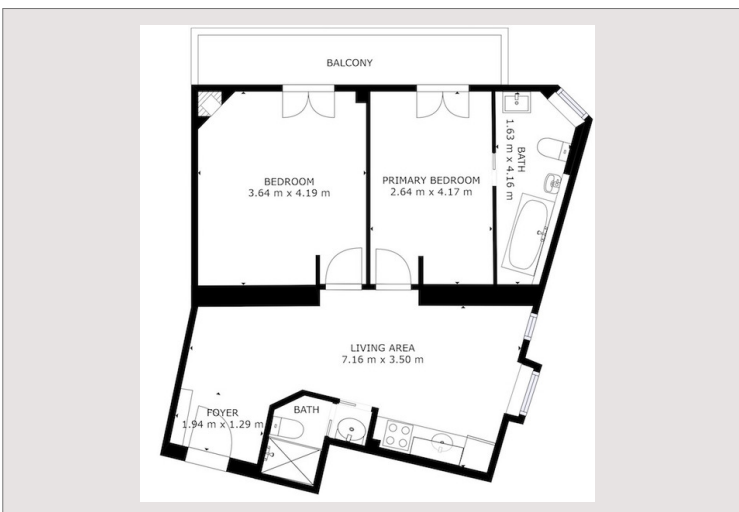 BALCONY
BEDROOM
3.64 m x 4.19 m
PRIMARY BEDROOM
2.64 m x 4.17 m
BATH
1.63 m x 4.16 m
LIVING AREA
7.16 m x 3.50 m
FOYER
1.94 m x 1.29 m
BATH